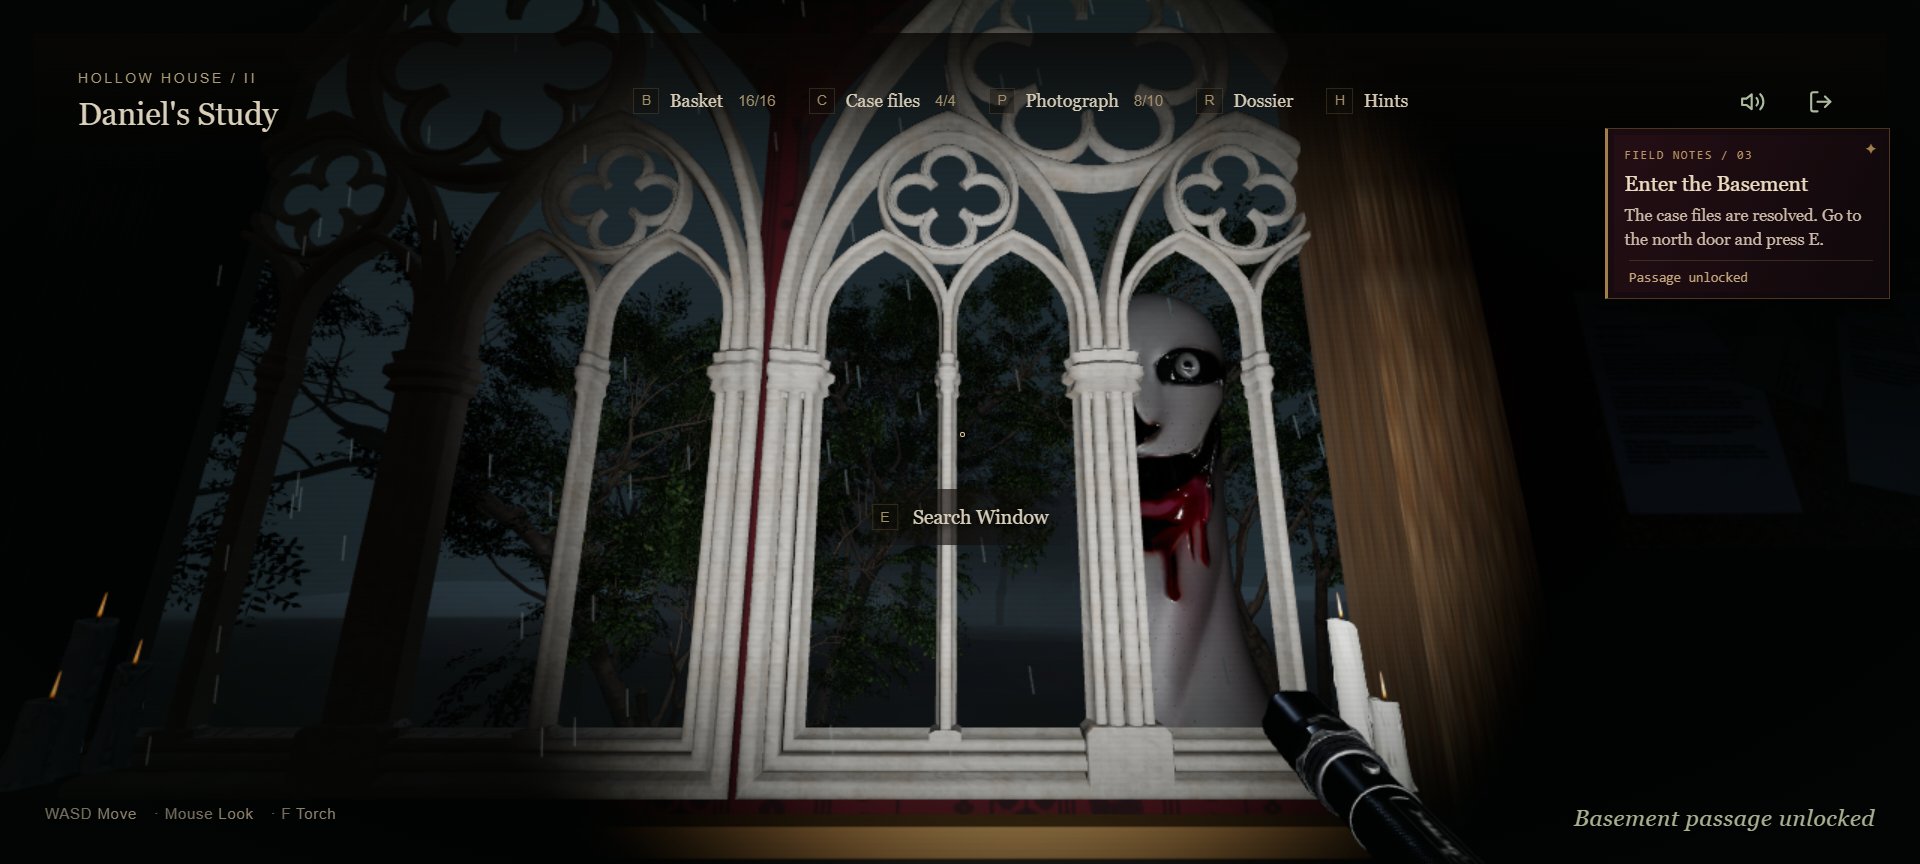 HOLLOW HOUSE / II
Daniel's Study
B Basket 16/16 C Case files 4/4 P Photograph 8/10 R Dossier H Hints
FIELD NOTES / 03
Enter the Basement
The case files are resolved. Go to
the north door and press E.
Passage unlocked
E Search Window
WASD Move · Mouse Look · F Torch
Basement passage unlocked